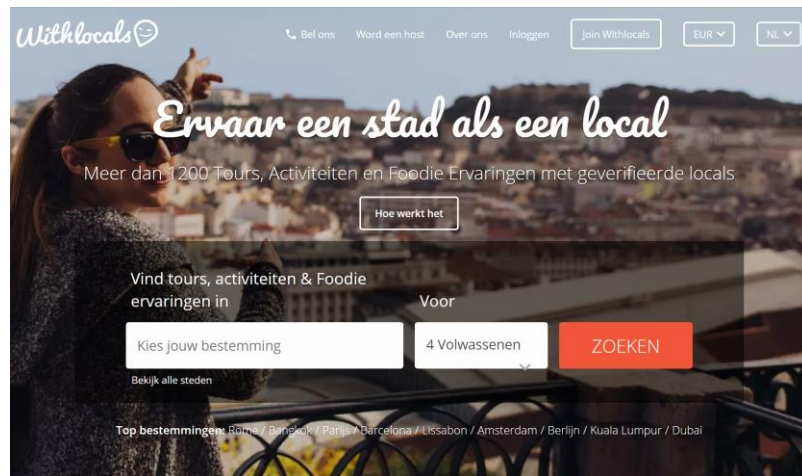 Withlocals
Bel ons Word een host Over ons Inloggen Join Withlocals EUR NL
Ervaar een stad als een local
Meer dan 1200 Tours, Activiteiten en Foodie Ervaringen met geverifieerde locals
Hoe werkt het
Vind tours, activiteiten & Foodie
ervaringen in
Voor
Kies jouw bestemming 4 Volwassenen ZOEKEN
Bekijk alle steden
Top bestemmingen: Rome / Bangkok / Parijs / Barcelona / Lissabon / Amsterdam / Berlijn / Kuala Lumpur / Dubai